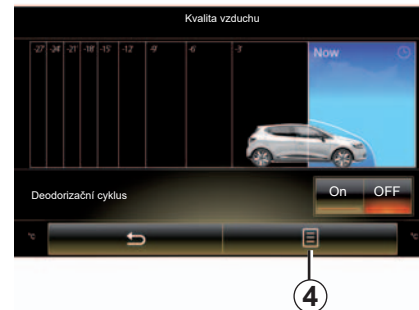 Kvalita vzduchu
-27' -24' -21' -18' -15' -12' -9' -6' -3' Now
Deodorizační cyklus On OFF
°C °C
4